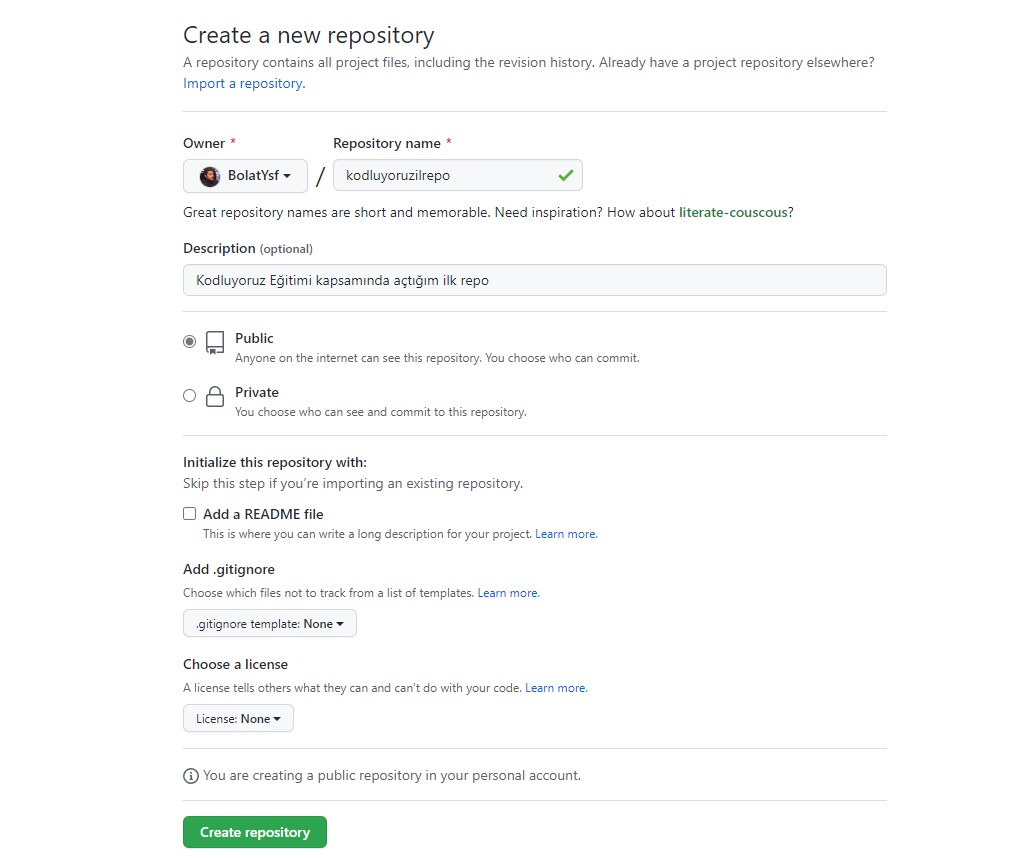 Create a new repository
A repository contains all project files, including the revision history. Already have a project repository elsewhere?
Import a repository.
Owner *
Repository name *
BolatYsf
/
kodluyoruzilrepo
Great repository names are short and memorable. Need inspiration? How about literate-couscous?
Description (optional)
Kodluyoruz Eğitimi kapsamında açtığım ilk repo
Public
Anyone on the internet can see this repository. You choose who can commit.
Private
You choose who can see and commit to this repository.
Initialize this repository with:
Skip this step if you're importing an existing repository.
Add a README file
This is where you can write a long description for your project. Learn more.
Add .gitignore
Choose which files not to track from a list of templates. Learn more.
.gitignore template: None
Choose a license
A license tells others what they can and can't do with your code. Learn more.
License: None
You are creating a public repository in your personal account.
Create repository